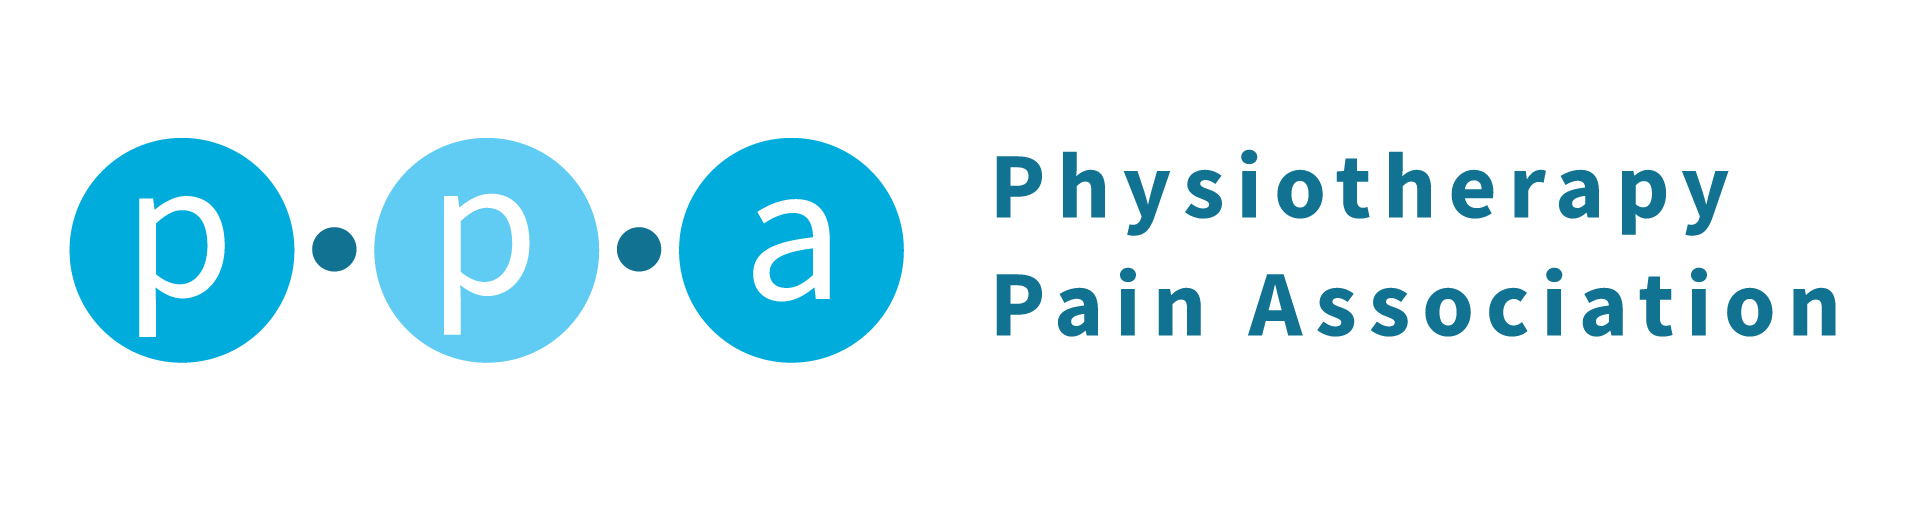 p • p • a
Physiotherapy
Pain Association